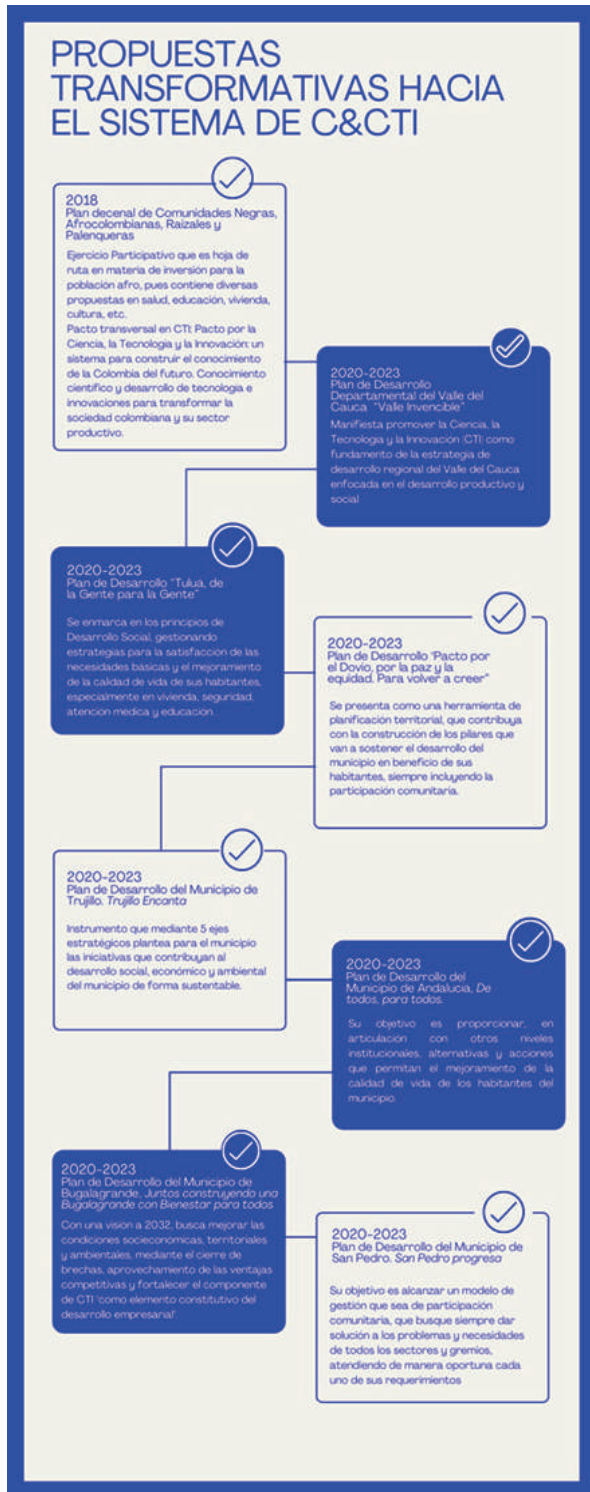 PROPUESTAS
TRANSFORMATIVAS HACIA
EL SISTEMA DE C&CTI
2018
Plan decenal de Comunidades Negras,
Afrocolombianas, Raizales y
Palenqueras
Ejercicio Participativo que es hoja de
ruta en materia de inversión para la
población afro, pues contiene diversas
propuestas en salud, educación, vivienda,
cultura, etc.
Pacto transversal en CTI: Pacto por la
Ciencia, la Tecnologia y la Innovación: un
sistema para construir el conocimiento
de la Colombia del futuro. Conocimiento
científico y desarrollo de tecnologia e
innovaciones para transformar la
sociedad colombiana y su sector
productivo.
2020-2023
Plan de Desarrollo
Departamental del Valle del
Cauca "Valle Invencible"
Manifiesta promover la Ciencia, la
Tecnologia y la Innovación (CTI) como
fundamento de la estrategia de
desarrollo regional del Valle del Cauca
enfocada en el desarrollo productivo y
social
2020-2023
Plan de Desarrollo "Tuluá, de
la Gente para la Gente"
Se enmarca en los principios de
Desarrollo Social, gestionando
estrategias para la satisfacción de las
necesidades básicas y el mejoramiento
de la calidad de vida de sus habitantes,
especialmente en vivienda, seguridad,
atención médica y educación.
2020-2023
Plan de Desarrollo "Pacto por
el Dovio, por la paz y la
equidad. Para volver a creer"
Se presenta como una herramienta de
planificación territorial, que contribuya
con la construcción de los pilares que
van a sostener el desarrollo del
municipio en beneficio de sus
habitantes, siempre incluyendo la
participación comunitaria.
2020-2023
Plan de Desarrollo del Municipio de
Trujillo. Trujillo Encanta
Instrumento que mediante 5 ejes
estratégicos plantea para el municipio
las iniciativas que contribuyan al
desarrollo social, económico y ambiental
del municipio de forma sustentable.
2020-2023
Plan de Desarrollo del
Municipio de Andalucia, De
todos, para todos.
Su objetivo es proporcionar, en
articulacion con otros niveles
institucionales, alternativas y acciones
que permitan el mejoramiento de la
calidad de vida de los habitantes del
municipio.
2020-2023
Plan de Desarrollo del Municipio de
Bugalagrande, Juntos construyendo una
Bugalagrande con Bienestar para todos
Con una visión a 2032, busca mejorar las
condiciones socieconomicas, territoriales
y ambientales, mediante el cierre de
brechas, aprovechamiento de las ventajas
competitivas y fortalecer el componente
de CTI "como elemento constitutivo del
desarrollo empresarial".
2020-2023
Plan de Desarrollo del Municipio de
San Pedro. San Pedro progresa
Su objetivo es alcanzar un modelo de
gestión que sea de participación
comunitaria, que busque siempre dar
solución a los problemas y necesidades
de todos los sectores y gremios,
atendiendo de manera oportuna cada
uno de sus requerimientos